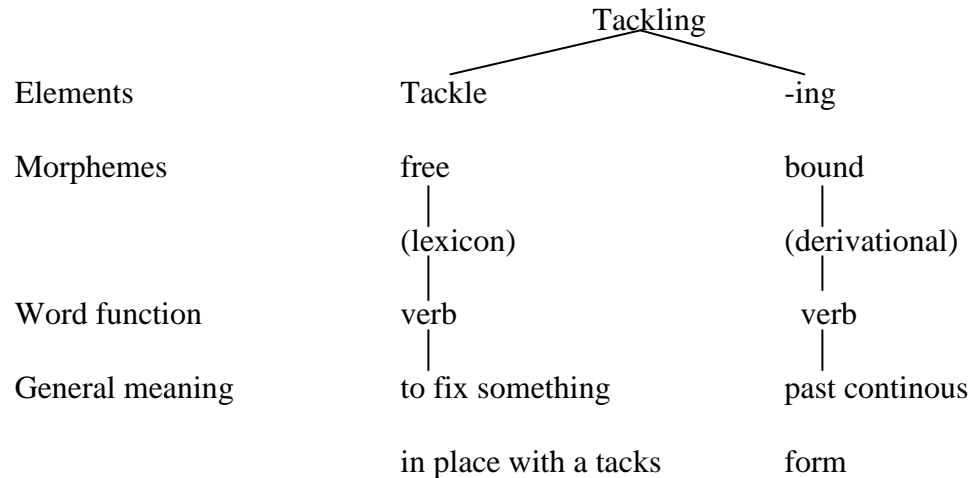 Tackling
Elements Tackle -ing
Morphemes free bound
(lexicon) (derivational)
Word function verb verb
General meaning to fix something past continous
in place with a tacks form